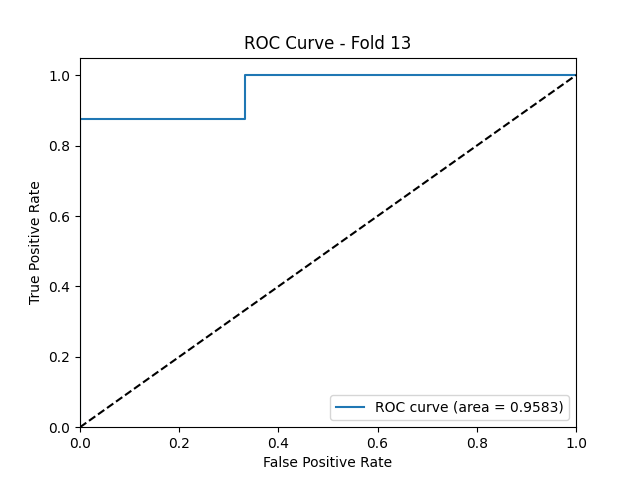 ROC Curve - Fold 13
True Positive Rate
1.0
0.8
0.6
0.4
0.2
0.0
0.0 0.2 0.4 0.6 0.8 1.0
False Positive Rate
ROC curve (area = 0.9583)